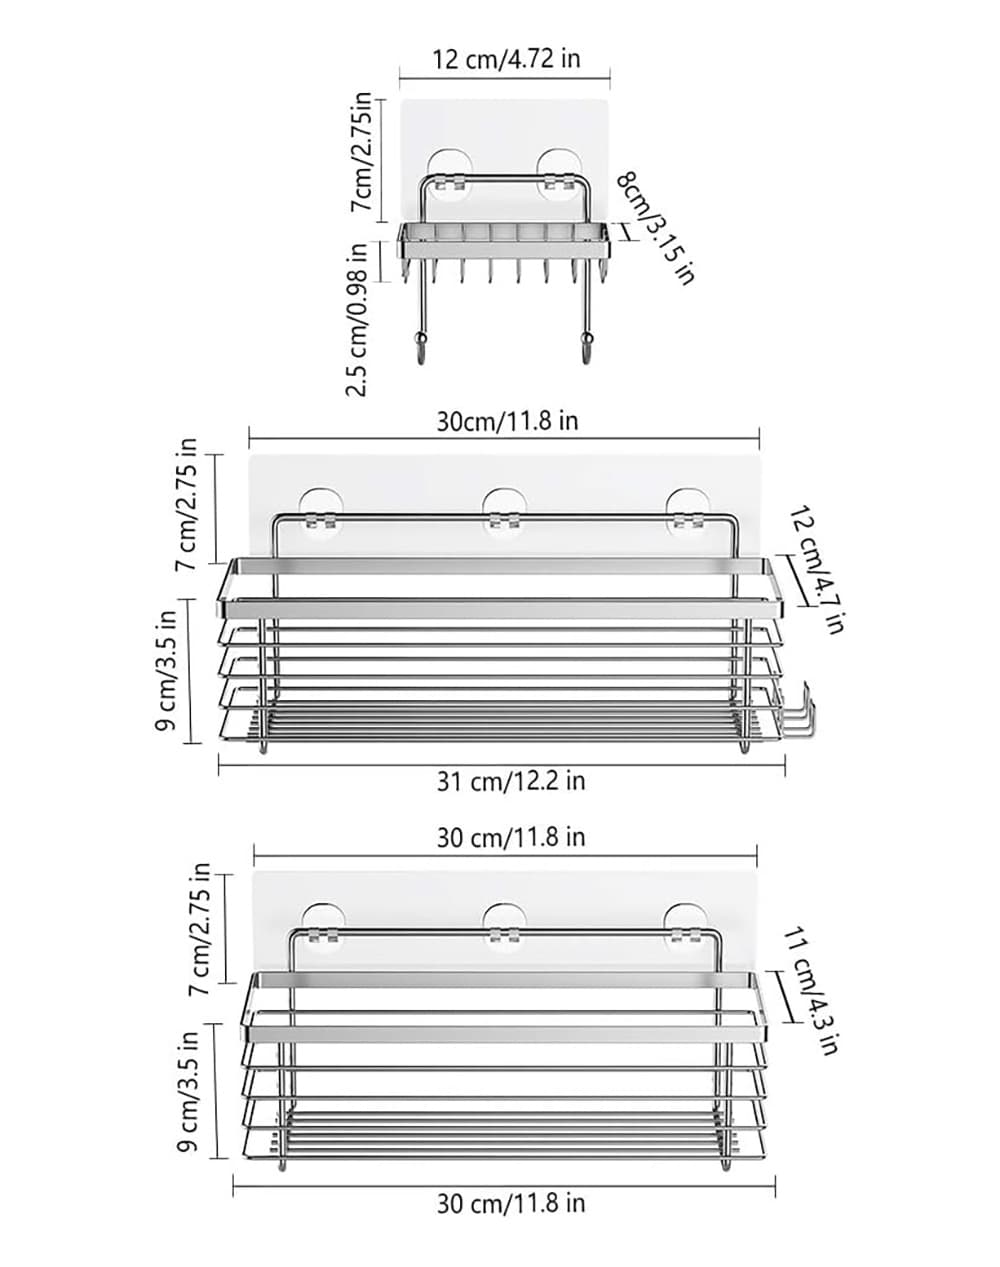 12 cm/4.72 in
7cm/2.75in
8cm/3.15 in
2.5 cm/0.98 in
30cm/11.8 in
7 cm/2.75 in
12 cm/4.7 in
9 cm/3.5 in
31 cm/12.2 in
30 cm/11.8 in
7 cm/2.75 in
11 cm/4.3 in
9 cm/3.5 in
30 cm/11.8 in